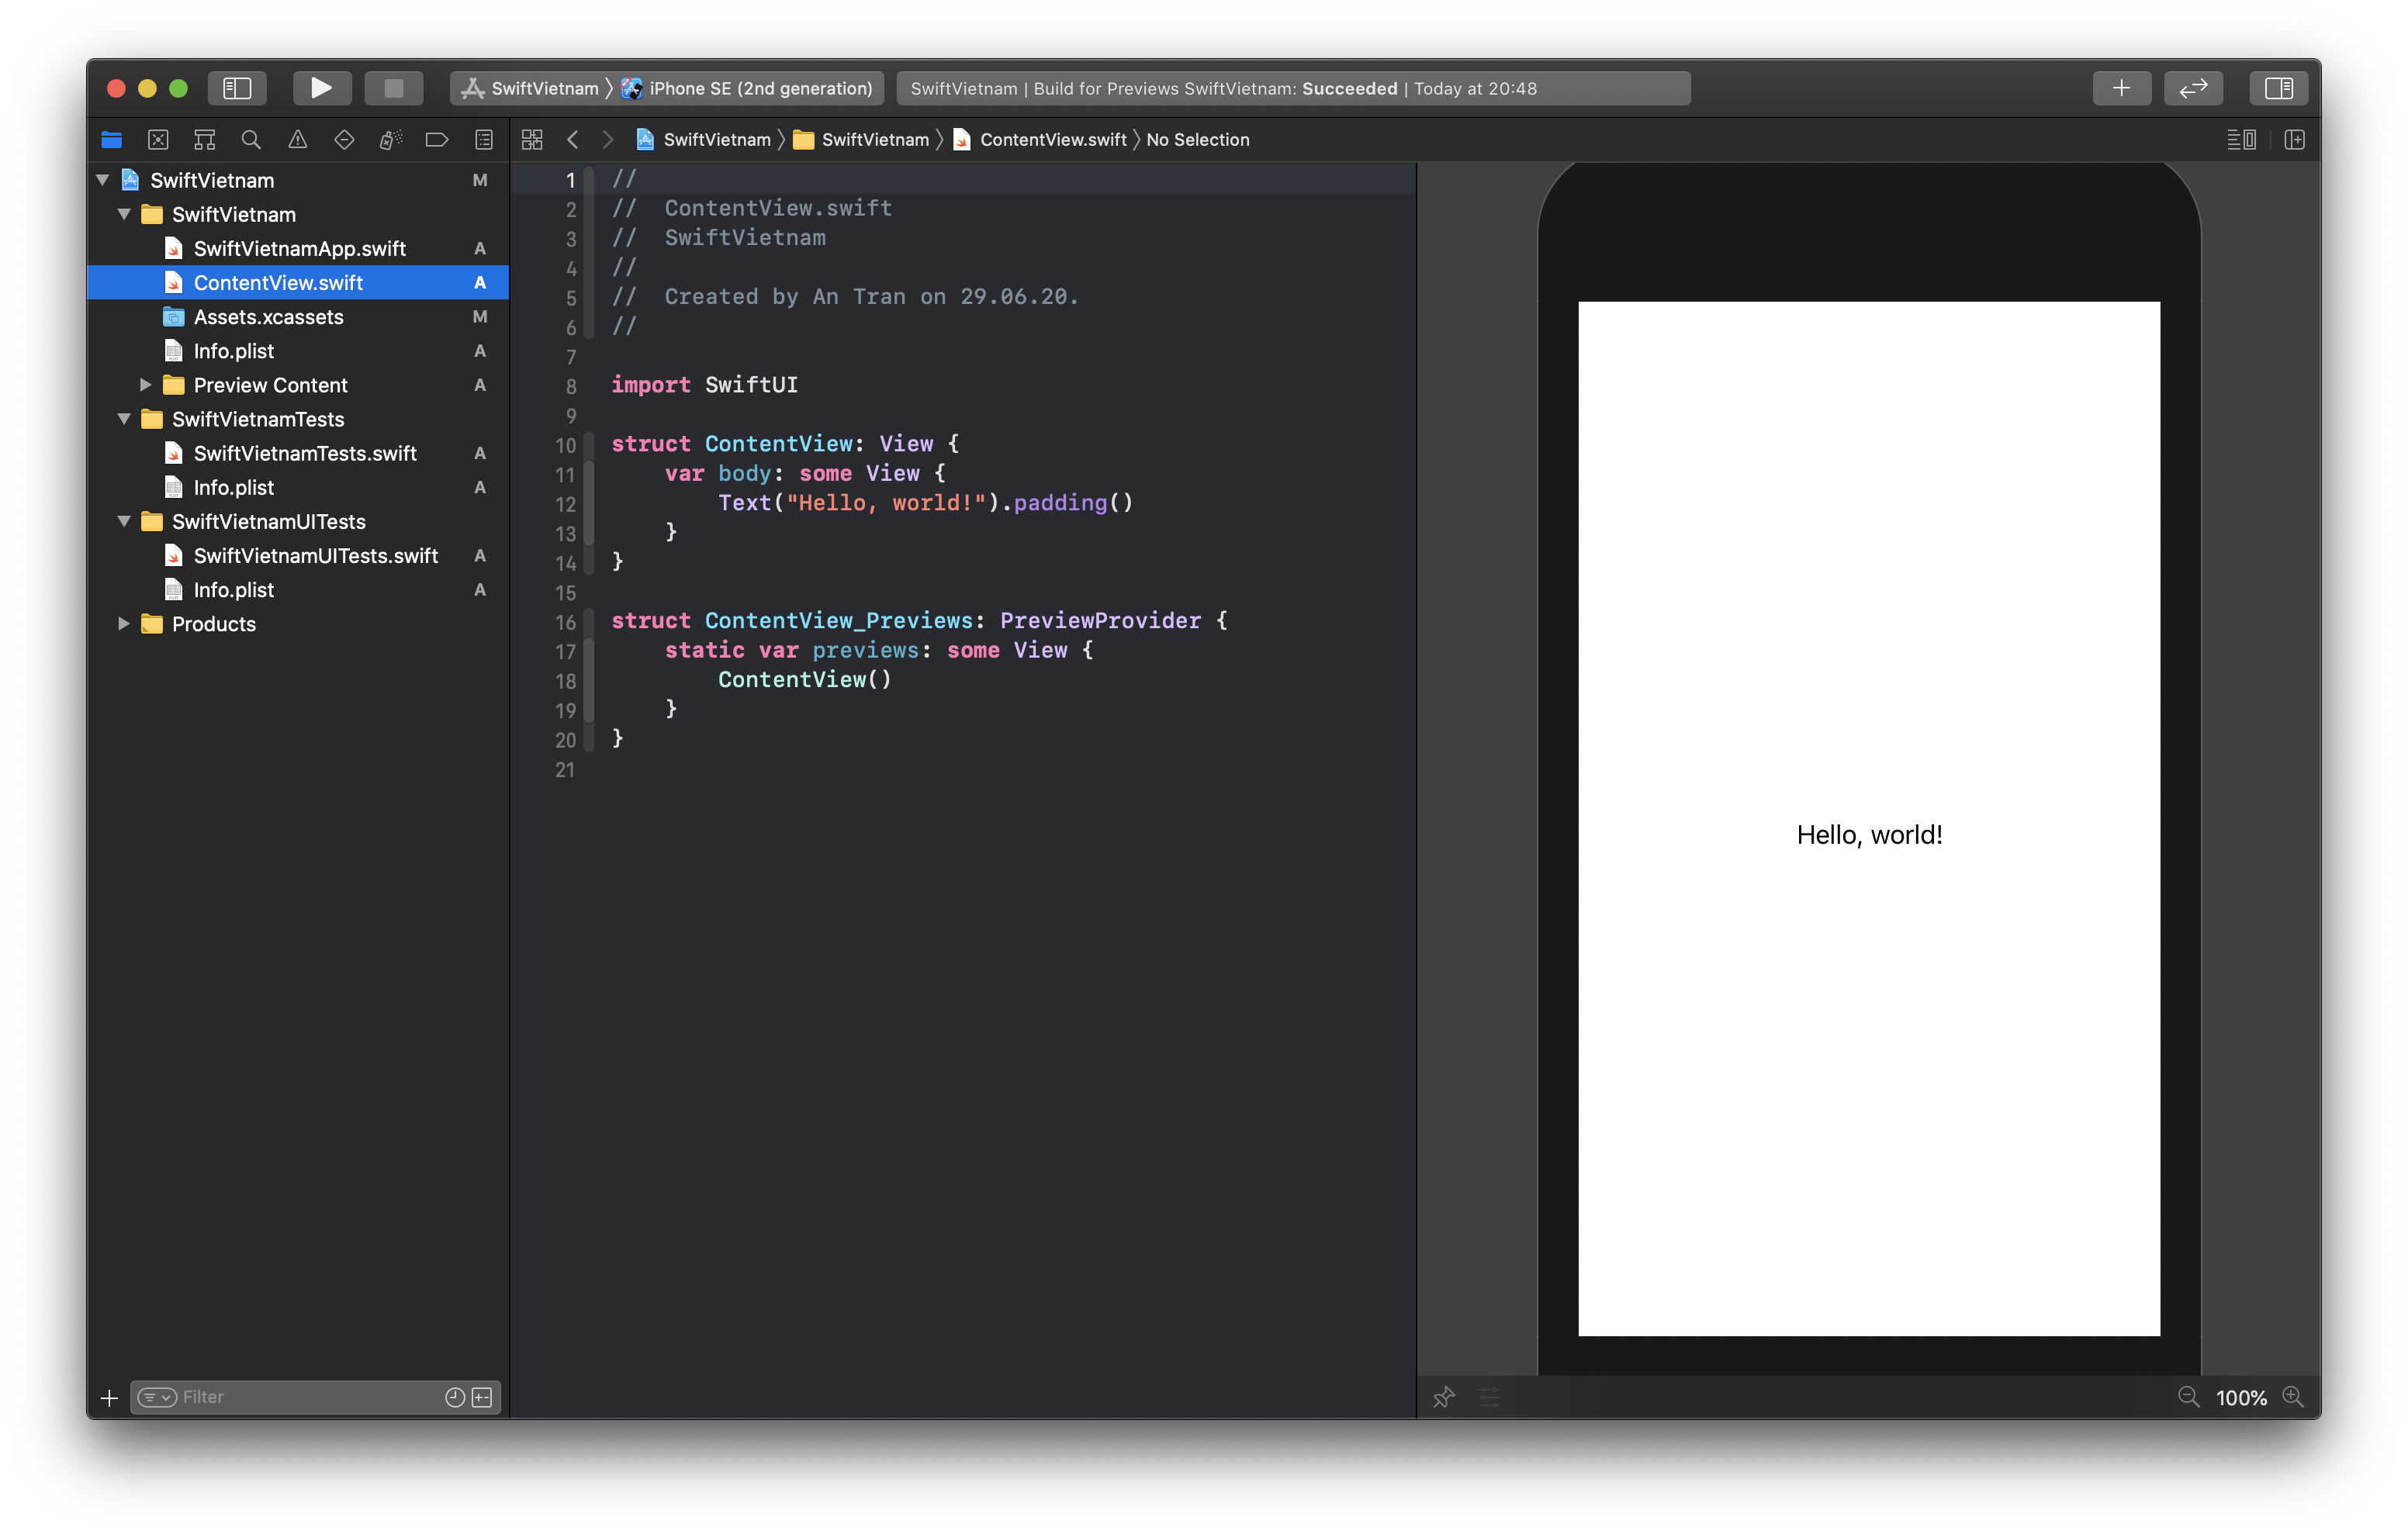 SwiftVietnam 〉 iPhone SE (2nd generation)
SwiftVietnam | Build for Previews SwiftVietnam: Succeeded | Today at 20:48
SwiftVietnam 〉 SwiftVietnam 〉 ContentView.swift 〉 No Selection
SwiftVietnam M
SwiftVietnam
SwiftVietnamApp.swift A
ContentView.swift A
Assets.xcassets M
Info.plist A
Preview Content A
SwiftVietnamTests
SwiftVietnamTests.swift A
Info.plist A
SwiftVietnamUITests
SwiftVietnamUITests.swift A
Info.plist A
Products
Filter
1 //
2 //  ContentView.swift
3 //  SwiftVietnam
4 //
5 //  Created by An Tran on 29.06.20.
6 //
7
8 import SwiftUI
9
10 struct ContentView: View {
11     var body: some View {
12         Text("Hello, world!").padding()
13     }
14 }
15
16 struct ContentView_Previews: PreviewProvider {
17     static var previews: some View {
18         ContentView()
19     }
20 }
21
Hello, world!
100%